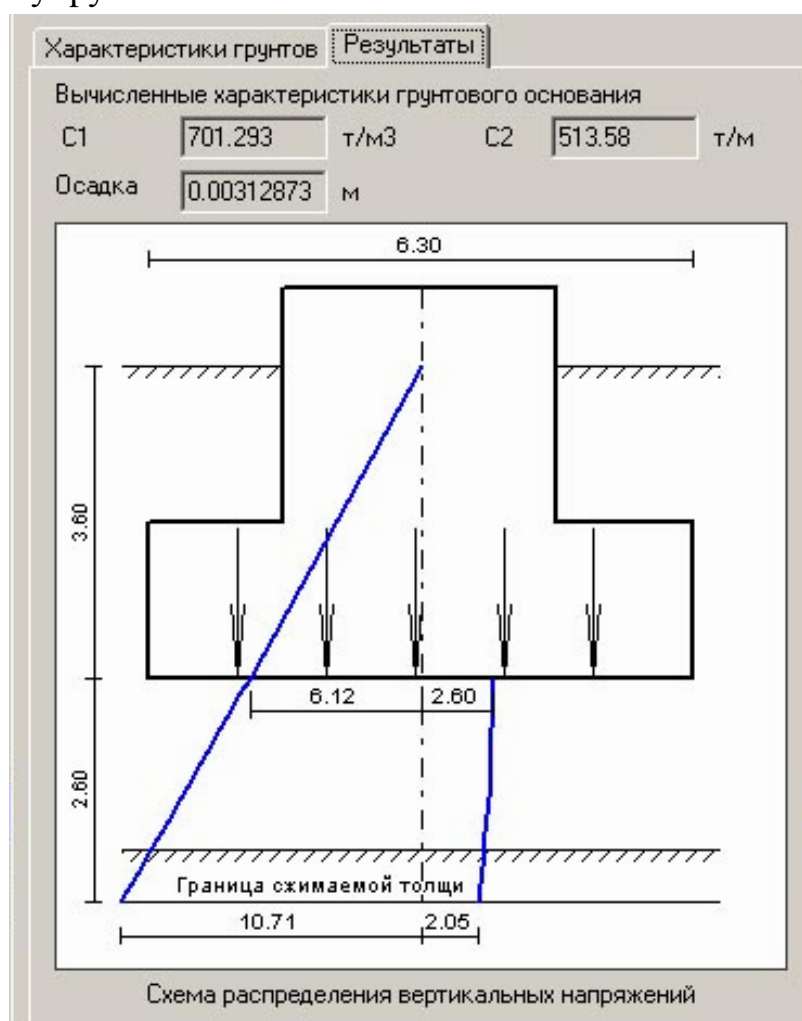 Характеристики грунтов Результаты
Вычисленные характеристики грунтового основания
C1 701.293 т/м3 C2 513.58 т/м
Осадка 0.00312873 м
6.30
3.60
6.12 2.60
2.60
Граница сжимаемой толщи
10.71 2.05
Схема распределения вертикальных напряжений